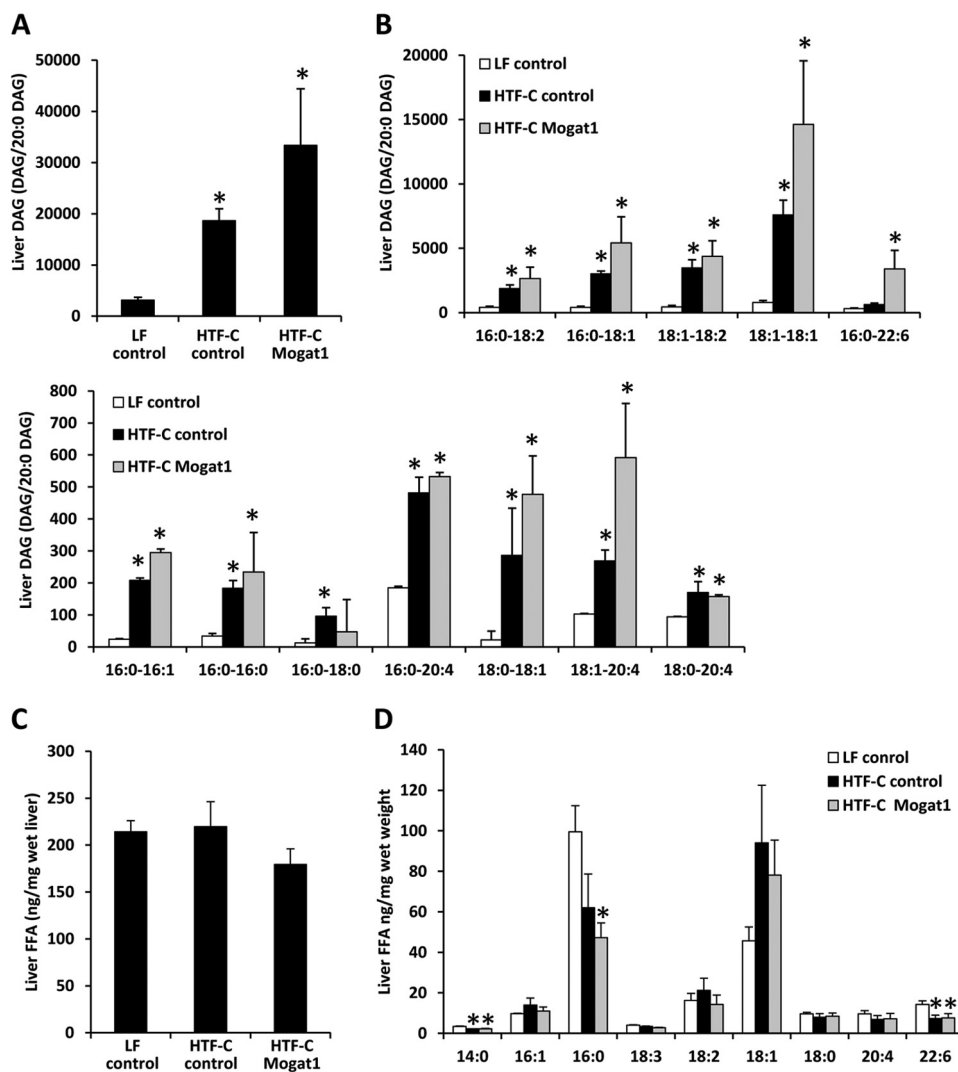 A
Liver DAG (DAG/20:0 DAG)
50000
40000
30000
20000
10000
0
*
*
LF control
HTF-C control
HTF-C Mogat1
B
Liver DAG (DAG/20:0 DAG)
20000
15000
10000
5000
0
LF control
HTF-C control
HTF-C Mogat1
* * * * * * * * *
16:0-18:2 16:0-18:1 18:1-18:2 18:1-18:1 16:0-22:6
Liver DAG (DAG/20:0 DAG)
800
700
600
500
400
300
200
100
0
LF control
HTF-C control
HTF-C Mogat1
* * * * * * * * * * * * *
16:0-16:1 16:0-16:0 16:0-18:0 16:0-20:4 18:0-18:1 18:1-20:4 18:0-20:4
C
Liver FFA (ng/mg wet liver)
300
250
200
150
100
50
0
LF control
HTF-C control
HTF-C Mogat1
D
Liver FFA ng/mg wet weight
140
120
100
80
60
40
20
0
LF conrol
HTF-C control
HTF-C Mogat1
** * **
14:0 16:1 16:0 18:3 18:2 18:1 18:0 20:4 22:6